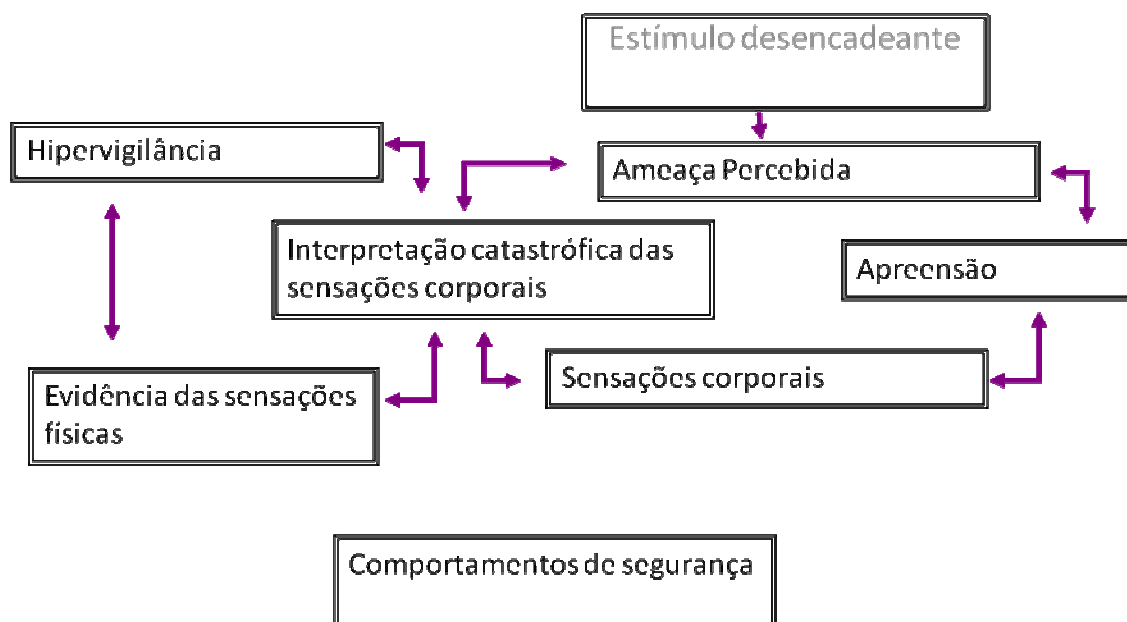 Estímulo desencadeante
Hipervigilância
Ameaça Percebida
Interpretação catastrófica das
sensações corporais
Apreensão
Evidência das sensações
físicas
Sensações corporais
Comportamentos de segurança